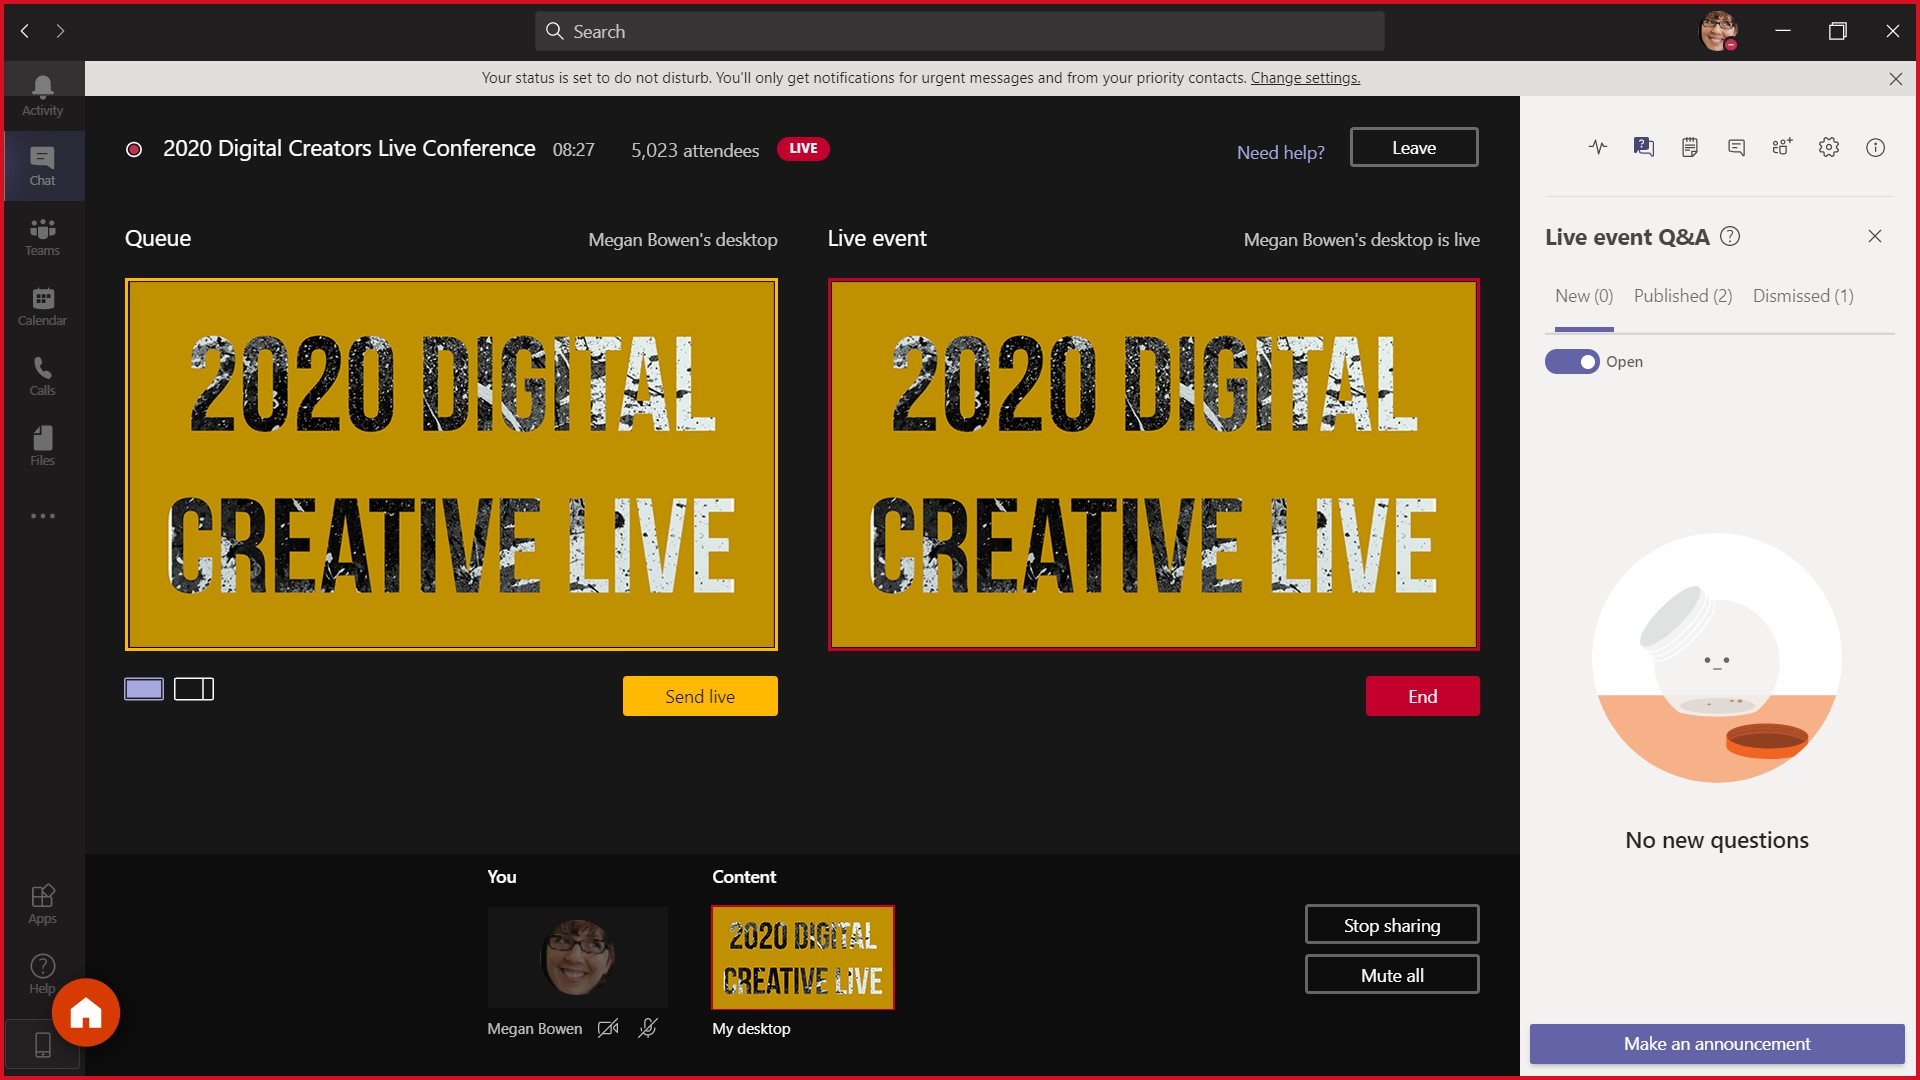 Search
Your status is set to do not disturb. You'll only get notifications for urgent messages and from your priority contacts. Change settings.
Activity
Chat
Teams
Calendar
Calls
Files
Apps
Help
2020 Digital Creators Live Conference 08:27 5,023 attendees LIVE
Need help? Leave
Queue Megan Bowen's desktop
Live event Megan Bowen's desktop is live
2020 DIGITAL
CREATIVE LIVE
2020 DIGITAL
CREATIVE LIVE
Send live
End
You
Megan Bowen
Content
2020 DIGITAL
CREATIVE LIVE
My desktop
Stop sharing
Mute all
Live event Q&A
New (0) Published (2) Dismissed (1)
Open
No new questions
Make an announcement